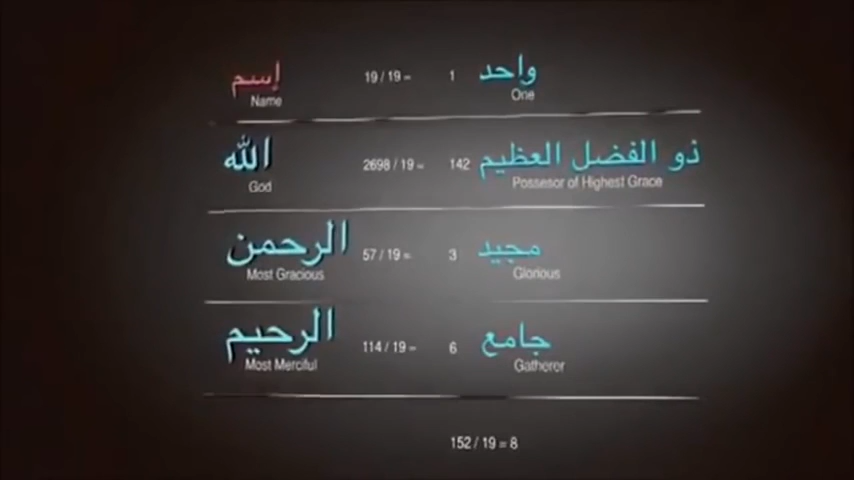 إسم 19 / 19 = 1 واحد
Name One
الله 2698 / 19 = 142 ذو الفضل العظيم
God Possesor of Highest Grace
الرحمن 57 / 19 = 3 مجيد
Most Gracious Glorious
الرحيم 114 / 19 = 6 جامع
Most Merciful Gatherer
152 / 19 = 8